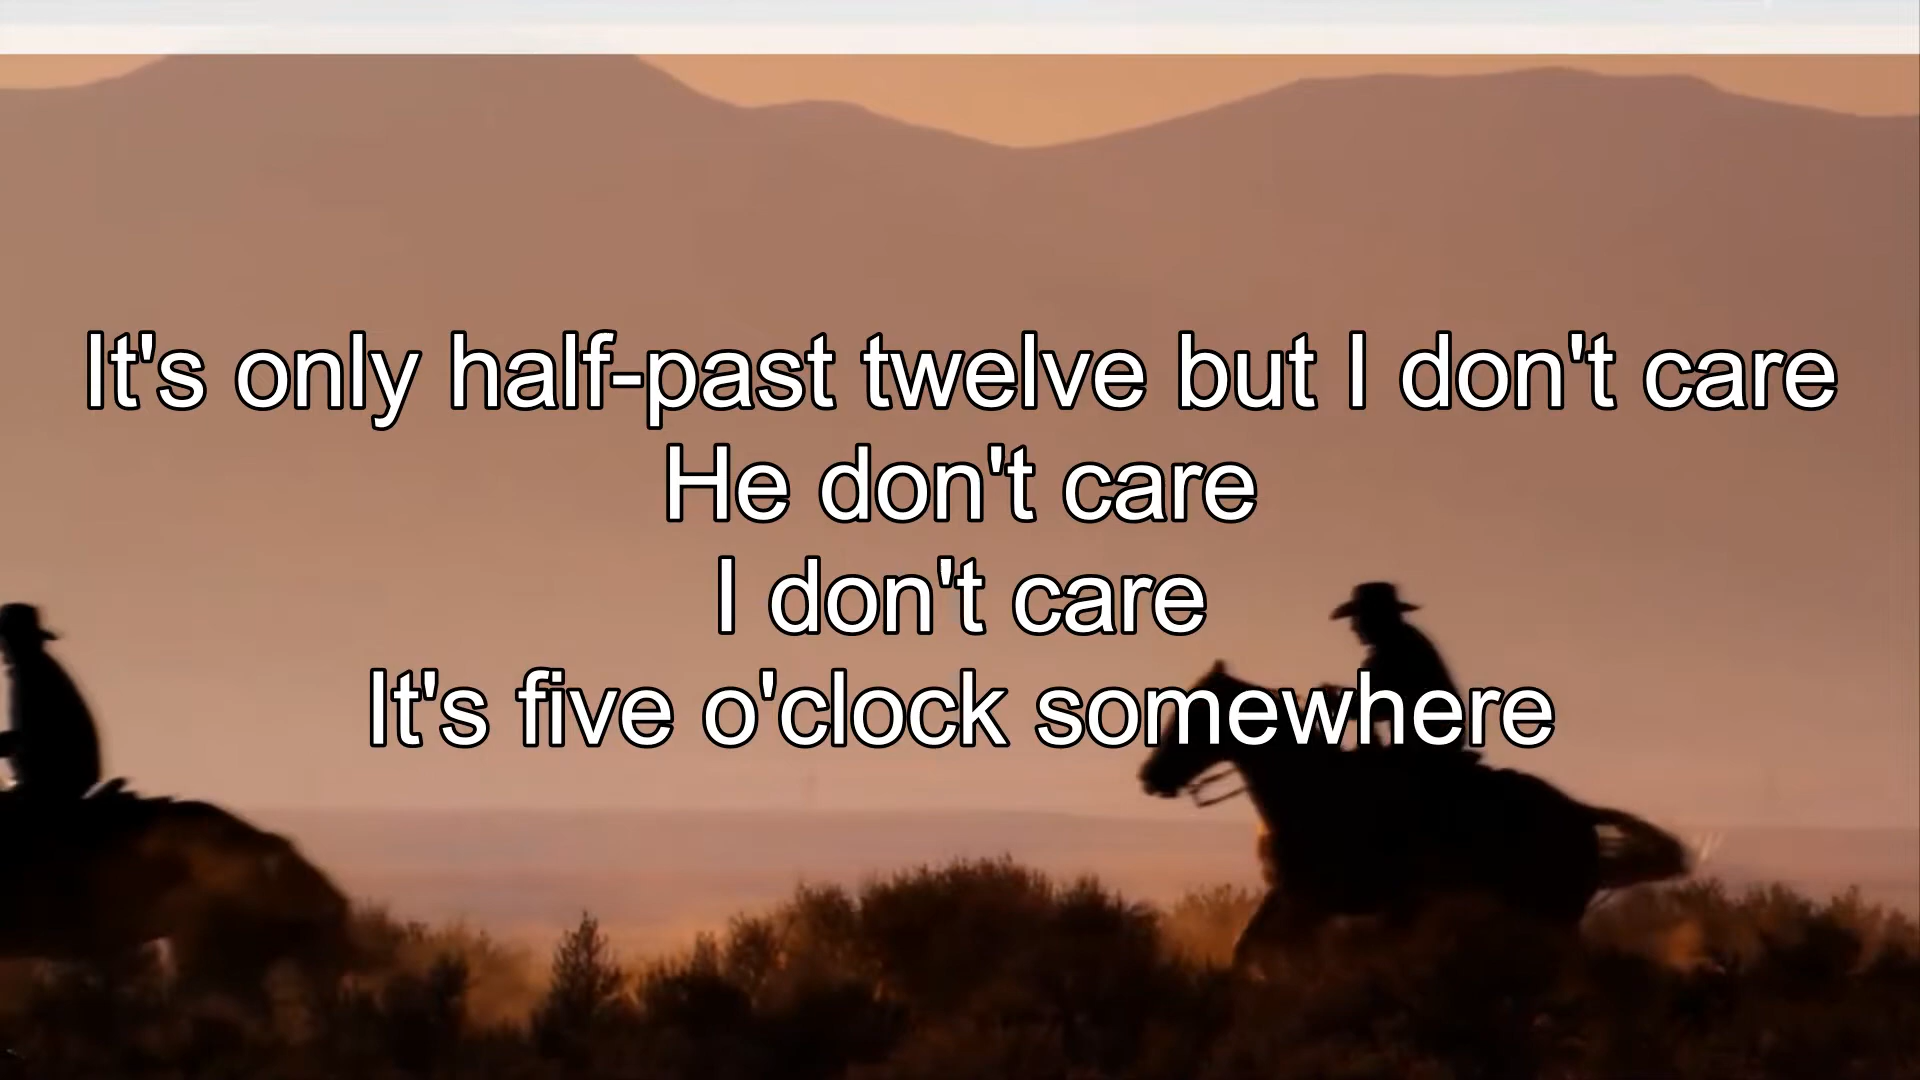 It's only half-past twelve but I don't care
He don't care
I don't care
It's five o'clock somewhere